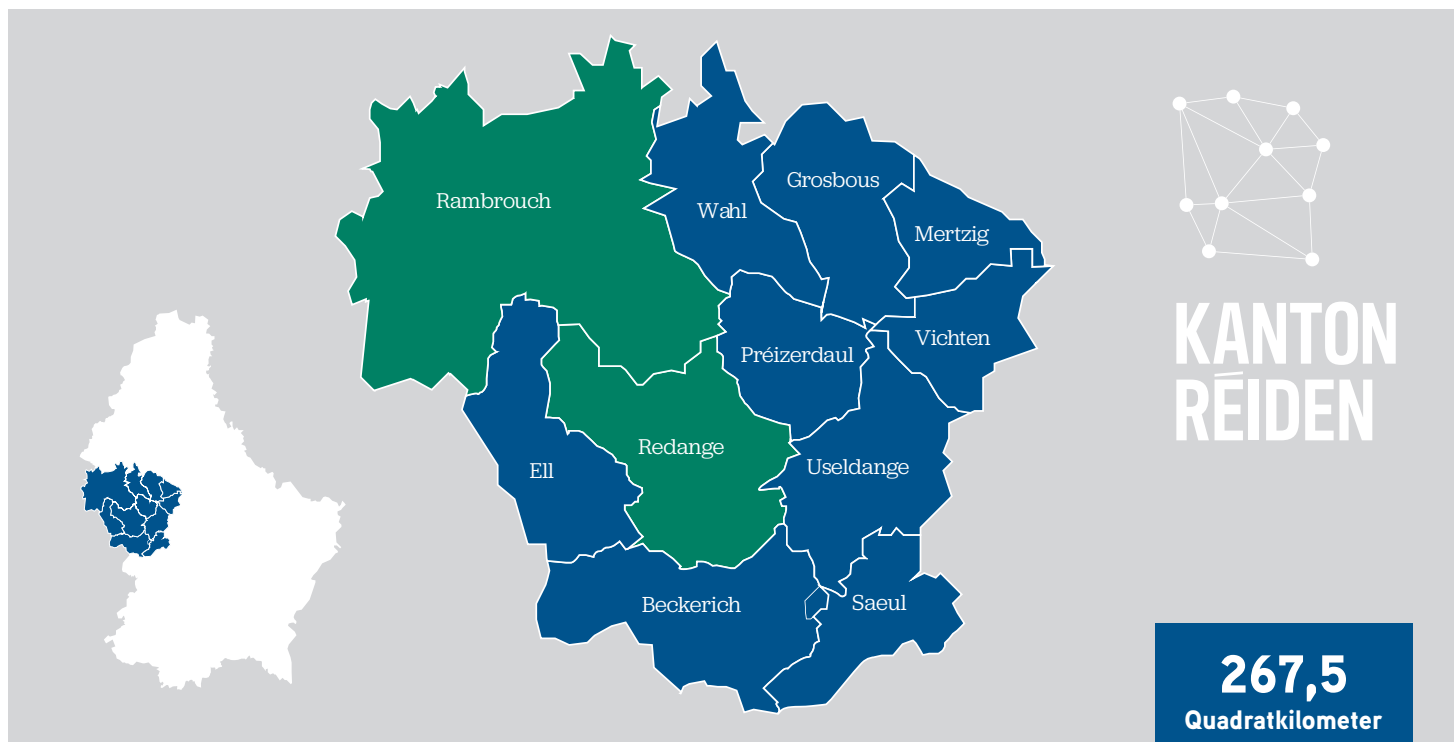 Rambrouch
Wahl
Grosbous
Mertzig
Vichten
Préizerdaul
Redange
Ell
Useldange
Beckerich
Saeul
KANTON
RÉIDEN
267,5
Quadratkilometer